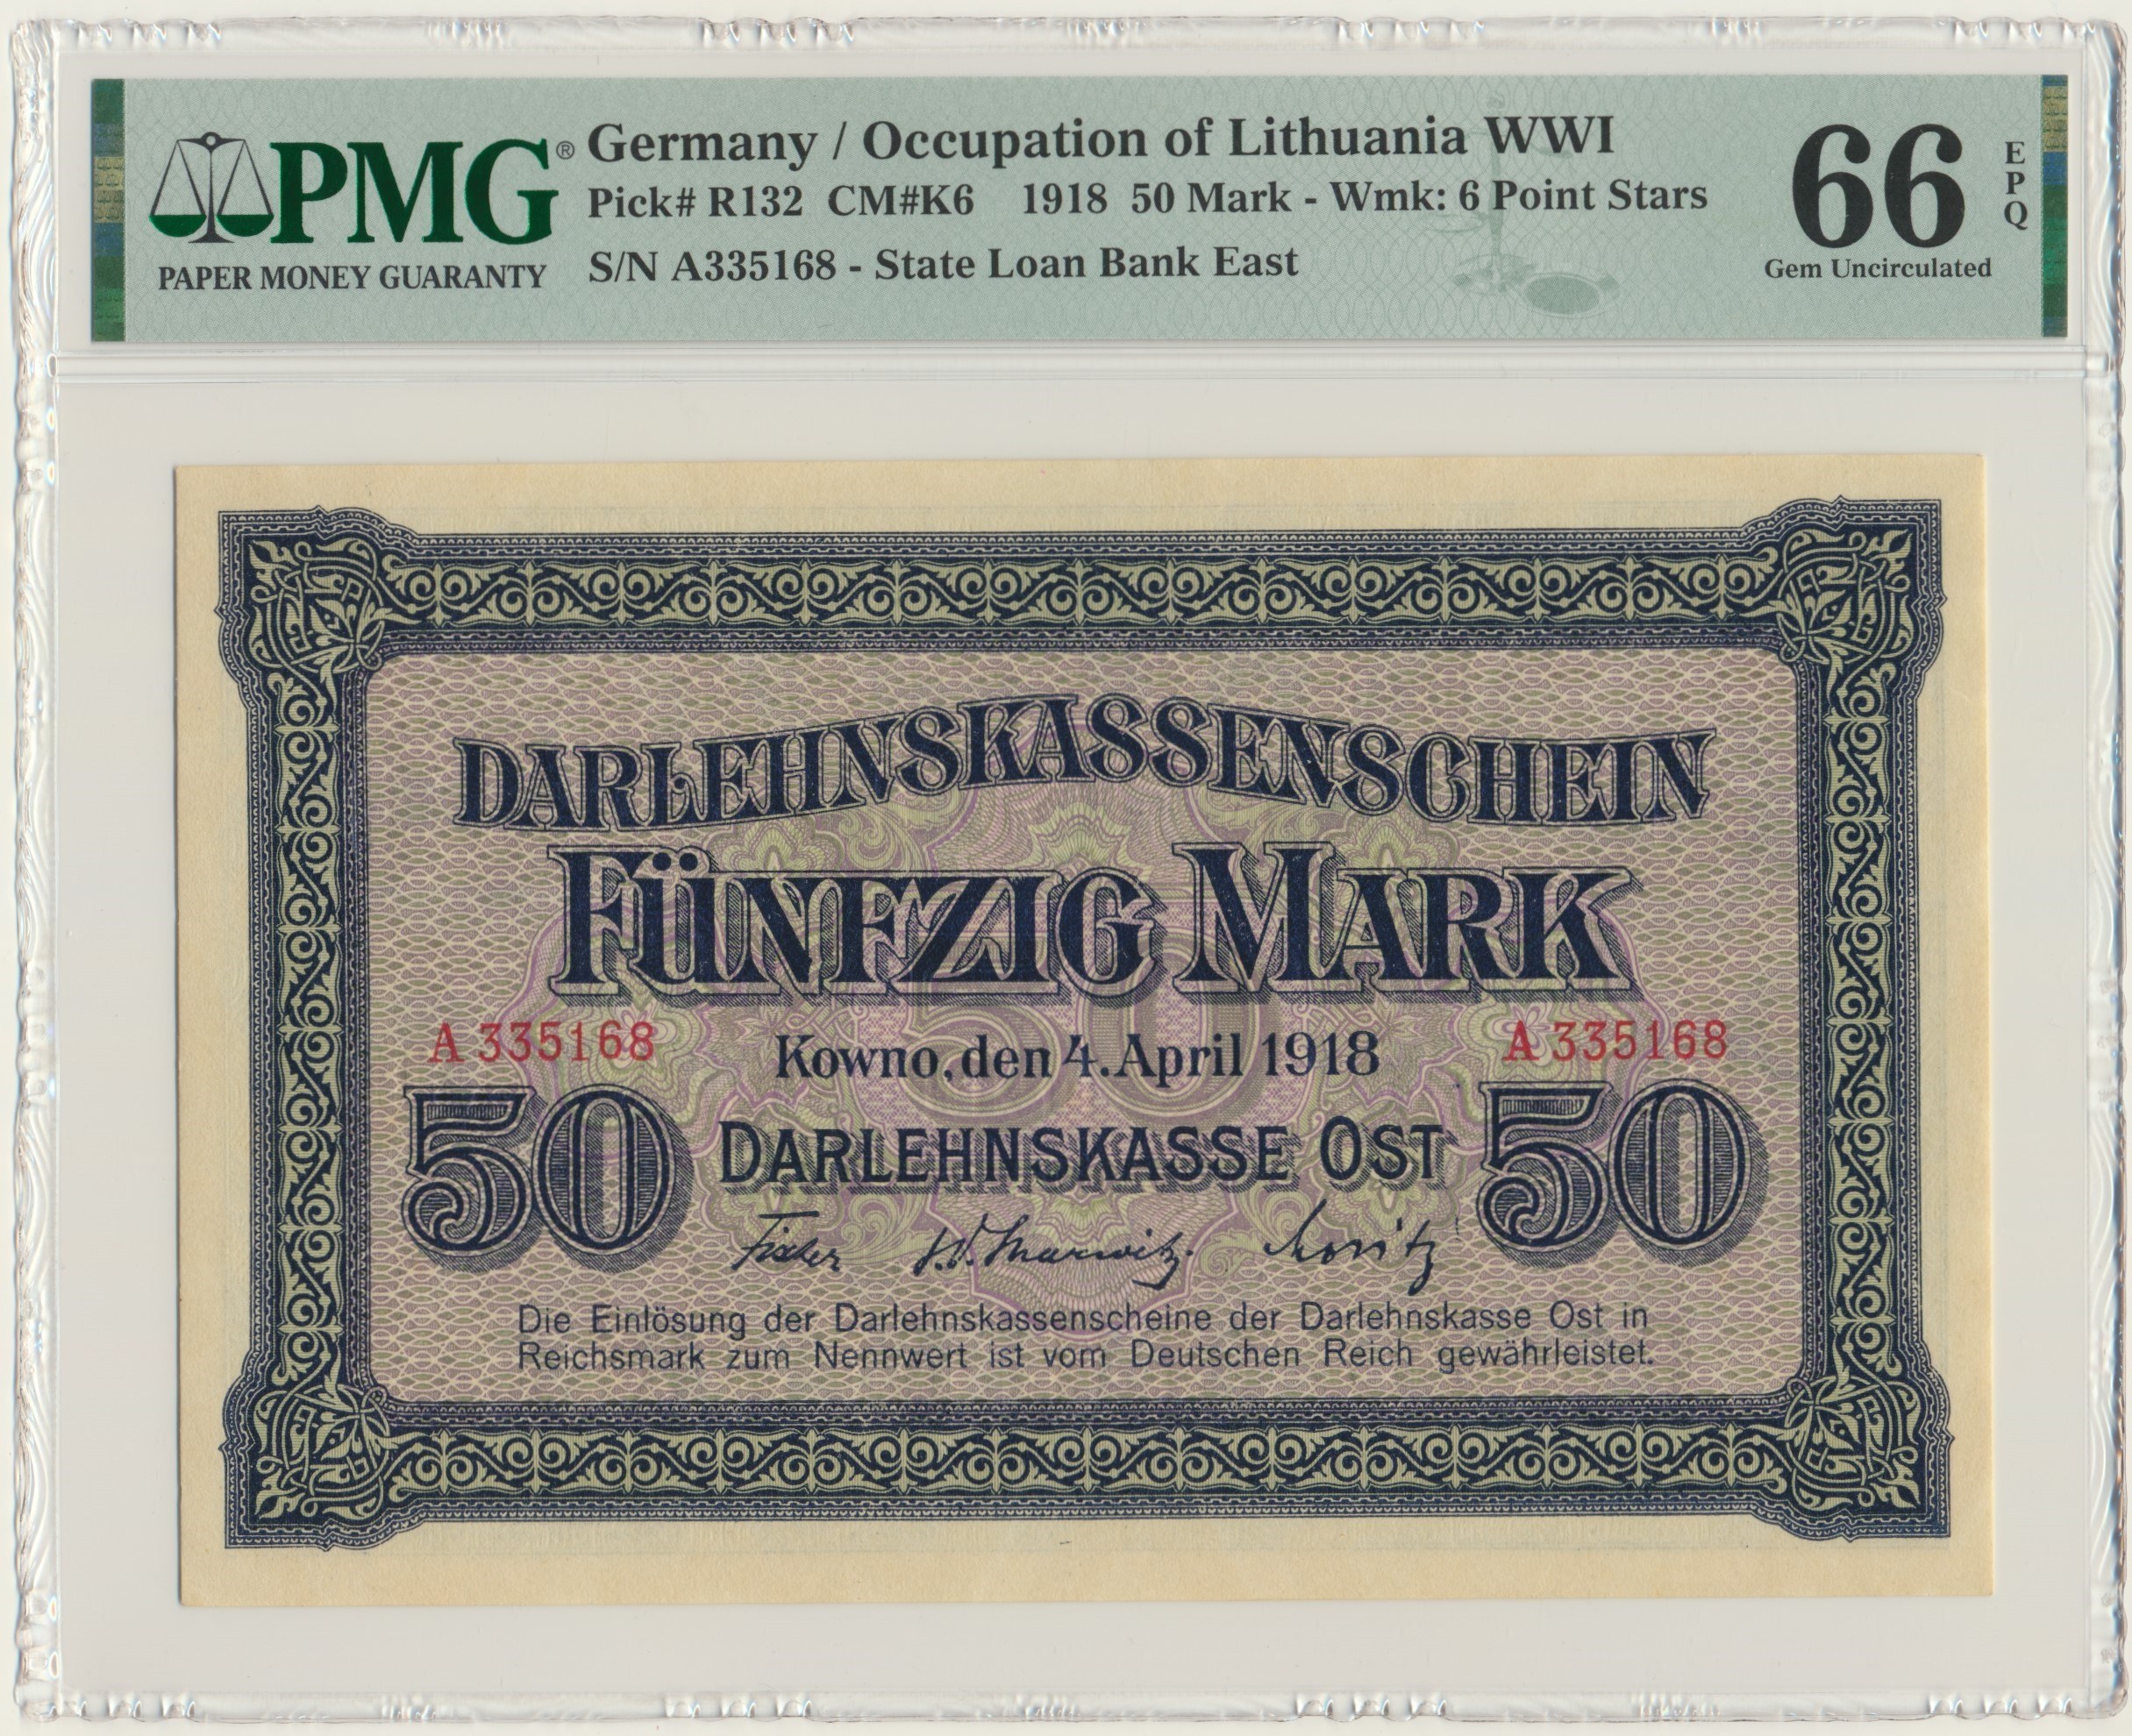 PMG®
PAPER MONEY GUARANTY
Germany / Occupation of Lithuania WWI
Pick# R132 CM#K6 1918 50 Mark - Wmk: 6 Point Stars
S/N A335168 - State Loan Bank East
66
EPQ
Gem Uncirculated
DARLEHNSKASSENSCHEIN
FÜNFZIG MARK
A 335168
A 335168
Kowno, den 4. April 1918
50
50
50
DARLEHNSKASSE OST
Fischer
Moritz
Die Einlösung der Darlehnskassenscheine der Darlehnskasse Ost in
Reichsmark zum Nennwert ist vom Deutschen Reich gewährleistet.